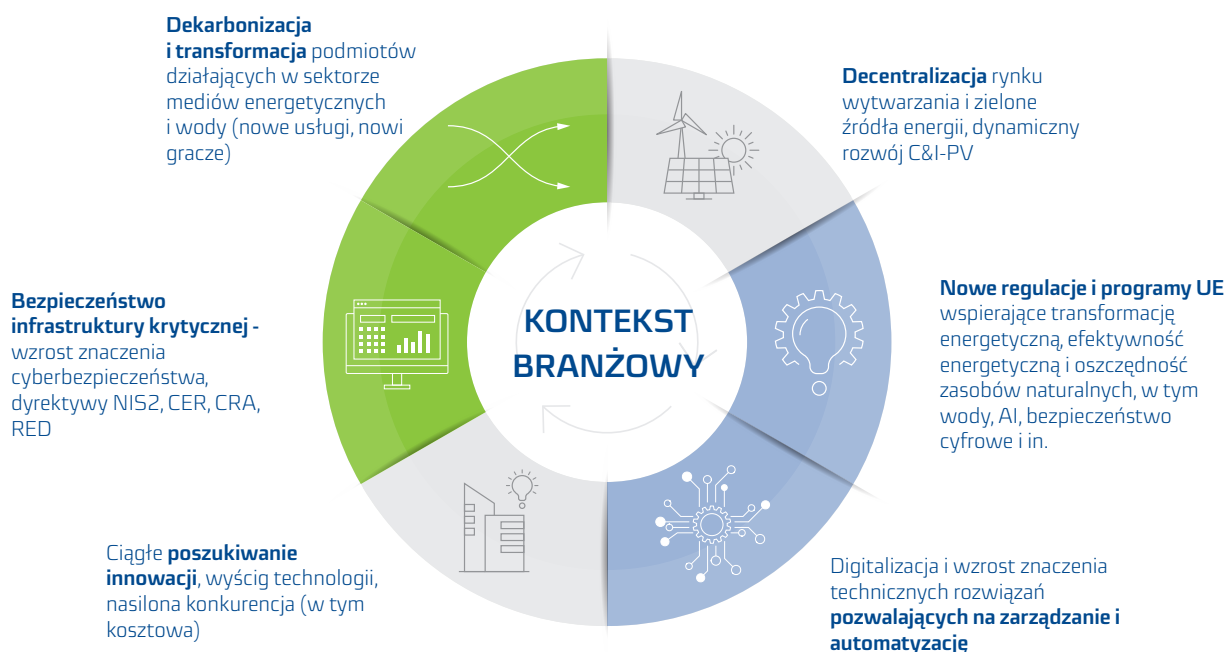 Dekarbonizacja
i transformacja podmiotów
działających w sektorze
mediów energetycznych
i wody (nowe usługi, nowi
gracze)
Decentralizacja rynku
wytwarzania i zielone
źródła energii, dynamiczny
rozwój C&I-PV
Bezpieczeństwo
infrastruktury krytycznej -
wzrost znaczenia
cyberbezpieczeństwa,
dyrektywy NIS2, CER, CRA,
RED
KONTEKST
BRANŻOWY
Nowe regulacje i programy UE
wspierające transformację
energetyczną, efektywność
energetyczną i oszczędność
zasobów naturalnych, w tym
wody, AI, bezpieczeństwo
cyfrowe i in.
Ciągłe poszukiwanie
innowacji, wyścig technologii,
nasilona konkurencja (w tym
kosztowa)
Digitalizacja i wzrost znaczenia
technicznych rozwiązań
pozwalających na zarządzanie i
automatyzację